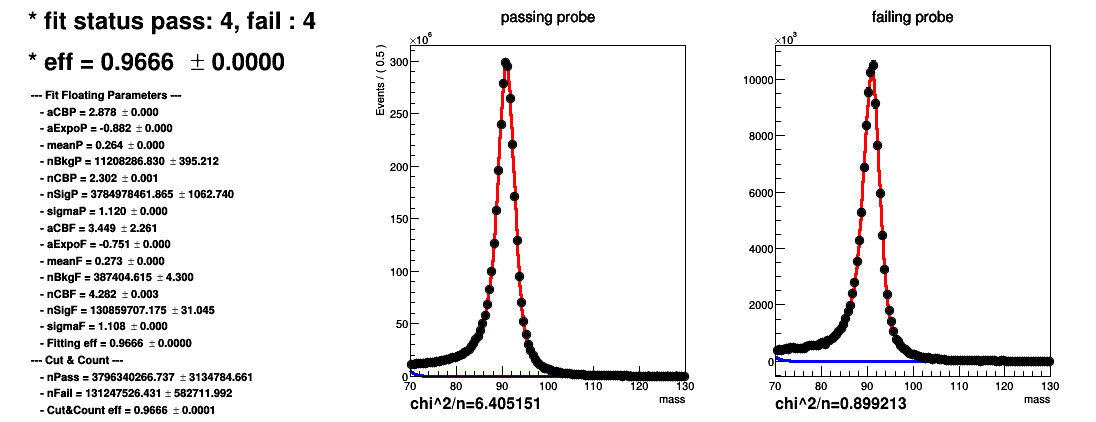 * fit status pass: 4, fail : 4
* eff = 0.9666 ± 0.0000
--- Fit Floating Parameters ---
- aCBP = 2.878 ± 0.000
- aExpoP = -0.882 ± 0.000
- meanP = 0.264 ± 0.000
- nBkgP = 11208286.830 ± 395.212
- nCBP = 2.302 ± 0.001
- nSigP = 3784978461.865 ± 1062.740
- sigmaP = 1.120 ± 0.000
- aCBF = 3.449 ± 2.261
- aExpoF = -0.751 ± 0.000
- meanF = 0.273 ± 0.000
- nBkgF = 387404.615 ± 4.300
- nCBF = 4.282 ± 0.003
- nSigF = 130859707.175 ± 31.045
- sigmaF = 1.108 ± 0.000
- Fitting eff = 0.9666 ± 0.0000
--- Cut & Count ---
- nPass = 3796340266.737 ± 3134784.661
- nFail = 131247526.431 ± 582711.992
- Cut&Count eff = 0.9666 ± 0.0001
passing probe
×10^6
Events / ( 0.5 )
300
250
200
150
100
50
0
70 80 90 100 110 120 130
mass
chi^2/n=6.405151
failing probe
×10^3
10000
8000
6000
4000
2000
0
70 80 90 100 110 120 130
mass
chi^2/n=0.899213